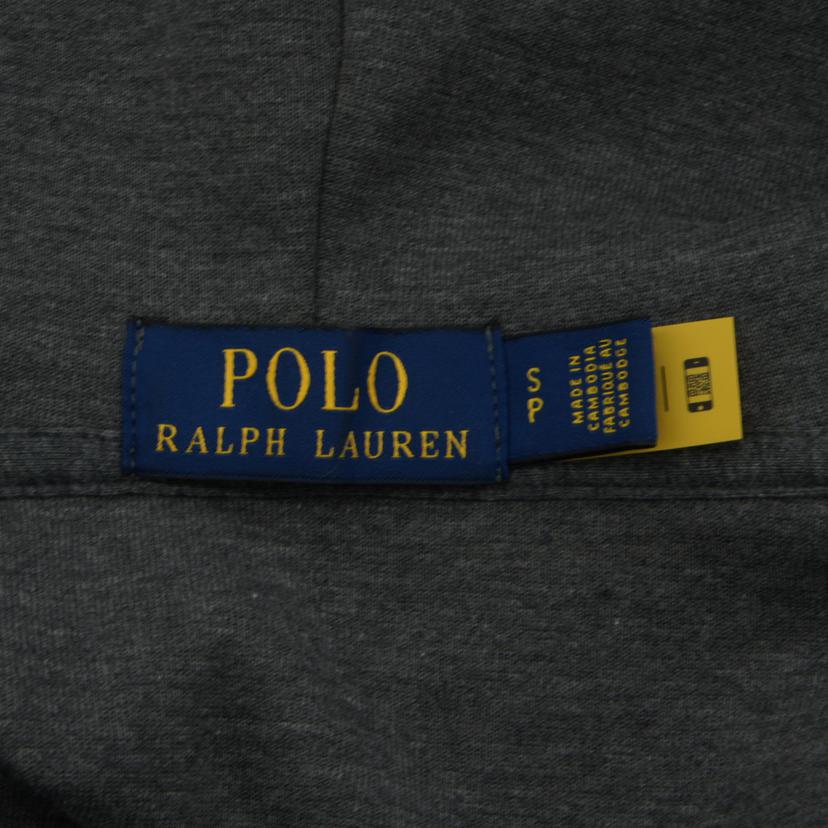 POLO
RALPH LAUREN
S
P
MADE IN
CAMBODIA
FABRIQUÉ AU
CAMBODGE